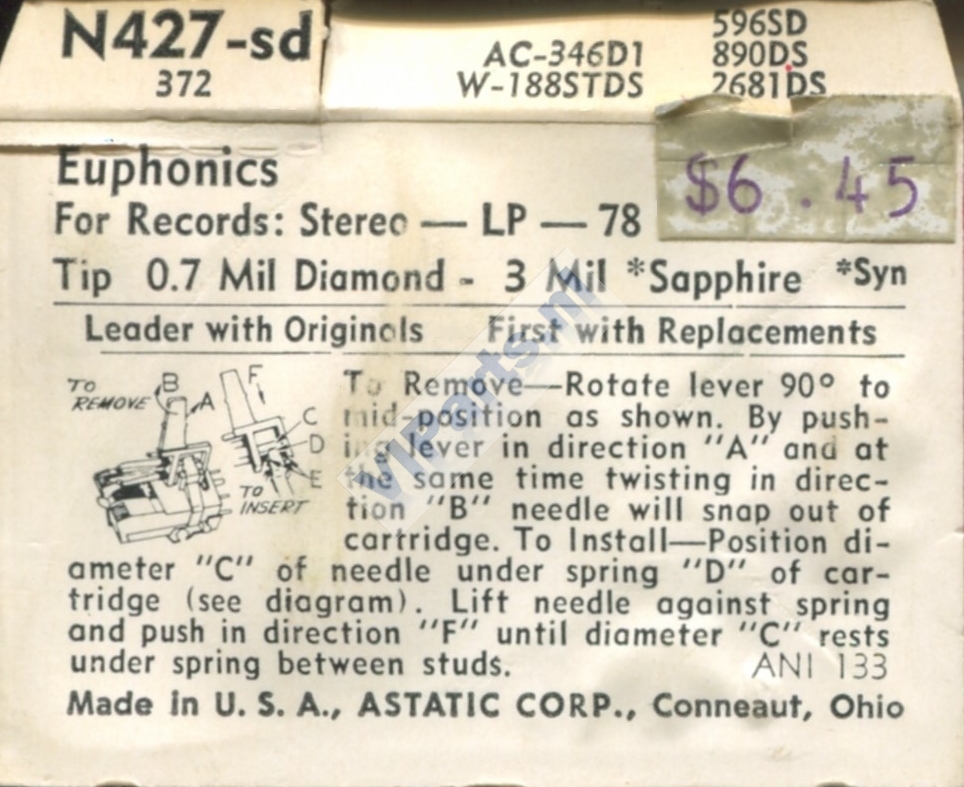 N427-sd
372
AC-346D1
W-188STDS
596SD
890DS
2681DS
$6.45
Euphonics
For Records: Stereo — LP — 78
Tip 0.7 Mil Diamond - 3 Mil *Sapphire *Syn
Leader with Originals First with Replacements
TO
REMOVE
B
A
F
C
D
E
TO
INSERT
To Remove—Rotate lever 90° to
mid-position as shown. By push-
ing lever in direction "A" and at
the same time twisting in direc-
tion "B" needle will snap out of
cartridge. To Install—Position di-
ameter "C" of needle under spring "D" of car-
tridge (see diagram). Lift needle against spring
and push in direction "F" until diameter "C" rests
under spring between studs.
ANI 133
Made in U. S. A., ASTATIC CORP., Conneaut, Ohio
VIParts.nl